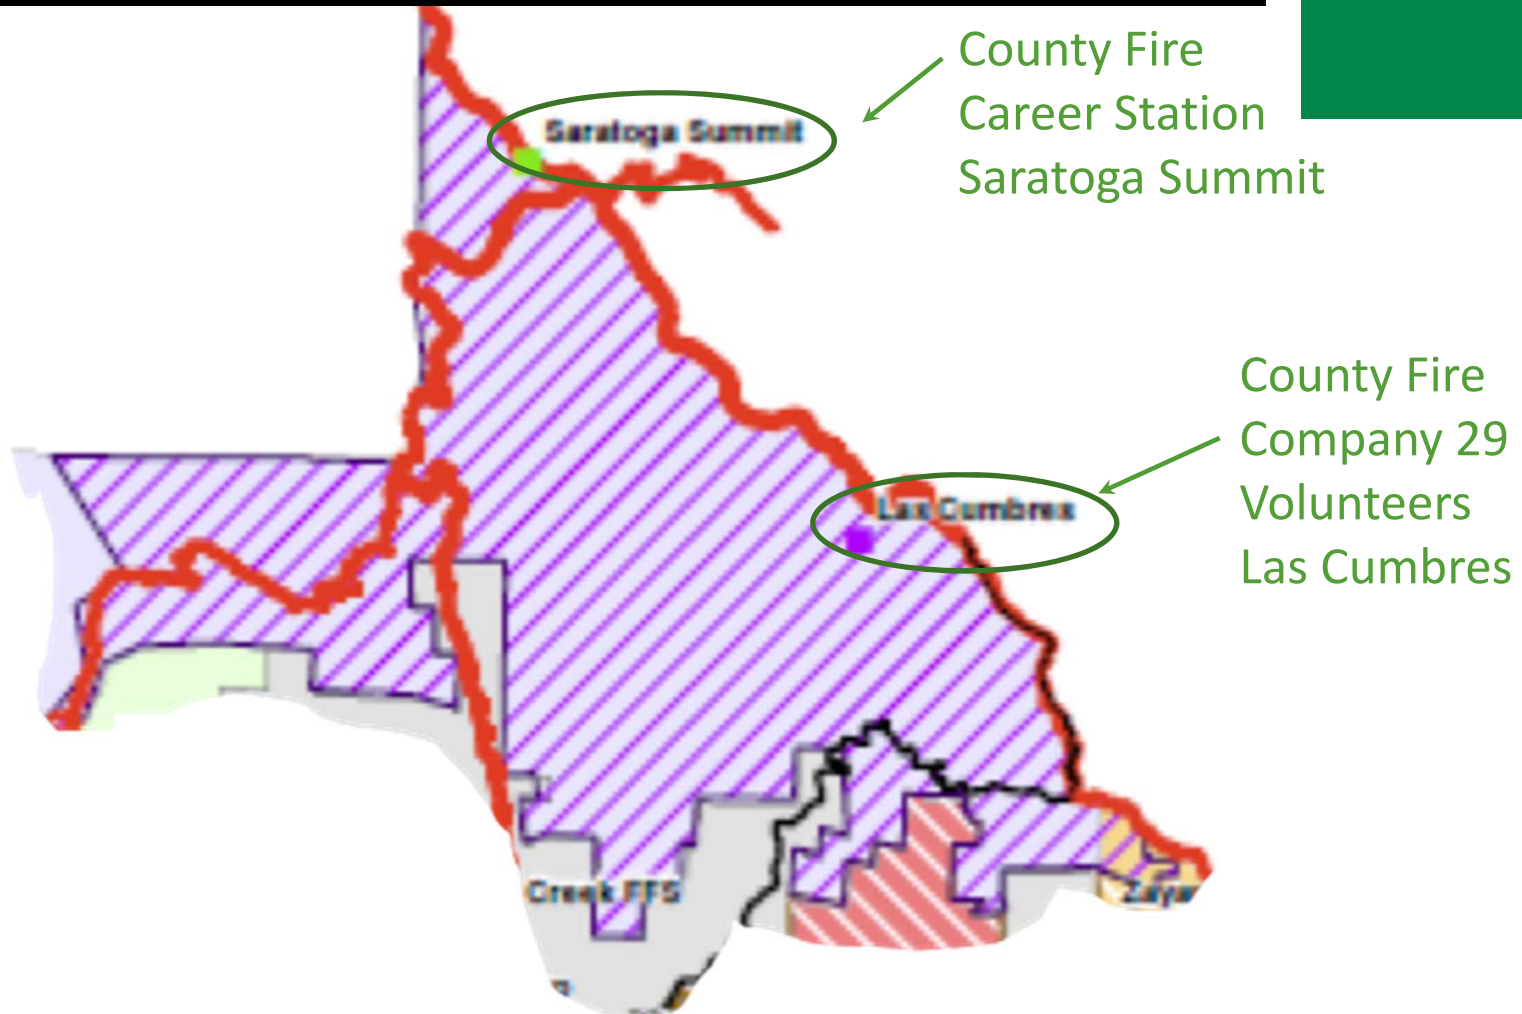 County Fire
Career Station
Saratoga Summit
Saratoga Summit
County Fire
Company 29
Volunteers
Las Cumbres
Las Cumbres
Creek FFS
Zaya